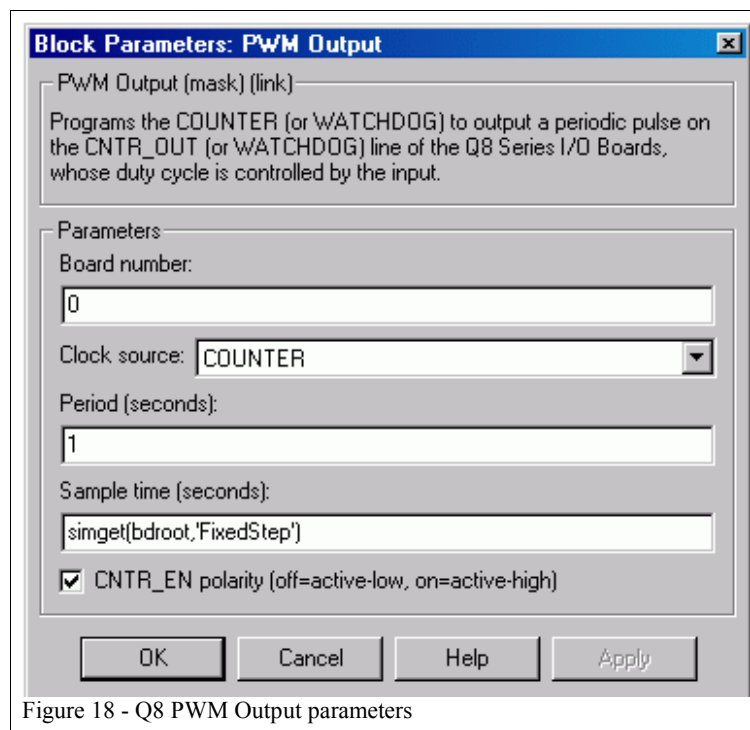 Block Parameters: PWM Output
PWM Output (mask) (link)
Programs the COUNTER (or WATCHDOG) to output a periodic pulse on
the CNTR_OUT (or WATCHDOG) line of the Q8 Series I/O Boards,
whose duty cycle is controlled by the input.
Parameters
Board number:
0
Clock source: COUNTER
Period (seconds):
1
Sample time (seconds):
simget(bdroot,'FixedStep')
CNTR_EN polarity (off=active-low, on=active-high)
OK Cancel Help Apply
Figure 18 - Q8 PWM Output parameters